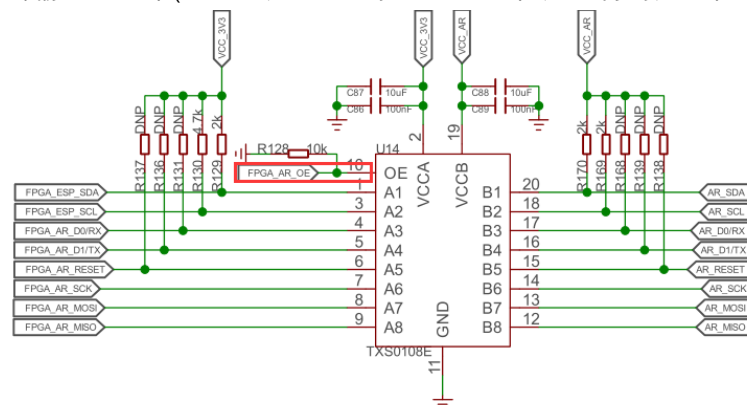 VCC_3V3
VCC_3V3
VCC_AR
VCC_AR
C87 10uF
C86 100nF
C88 10uF
C89 100nF
DNP
DNP
DNP
4.7k
2k
R137
R136
R131
R130
R129
2k
2k
DNP
DNP
DNP
R170
R169
R168
R139
R138
R128 10k
U14
2
19
FPGA_AR_OE
10 OE
VCCA
VCCB
FPGA_ESP_SDA 1 A1 B1 20 AR_SDA
FPGA_ESP_SCL 3 A2 B2 18 AR_SCL
FPGA_AR_D0/RX 4 A3 B3 17 AR_D0/RX
FPGA_AR_D1/TX 5 A4 B4 16 AR_D1/TX
FPGA_AR_RESET 6 A5 B5 15 AR_RESET
FPGA_AR_SCK 7 A6 B6 14 AR_SCK
FPGA_AR_MOSI 8 A7 B7 13 AR_MOSI
FPGA_AR_MISO 9 A8 B8 12 AR_MISO
GND
TXS0108E
11